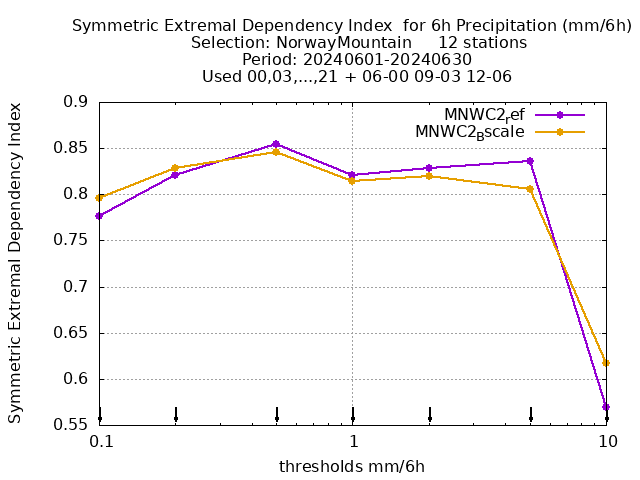 Symmetric Extremal Dependency Index  for 6h Precipitation (mm/6h)
Selection: NorwayMountain     12 stations
Period: 20240601-20240630
Used 00,03,...,21 + 06-00 09-03 12-06
Symmetric Extremal Dependency Index
0.9
0.85
0.8
0.75
0.7
0.65
0.6
0.55
MNWC2ref
MNWC2Bscale
0.1
1
10
thresholds mm/6h